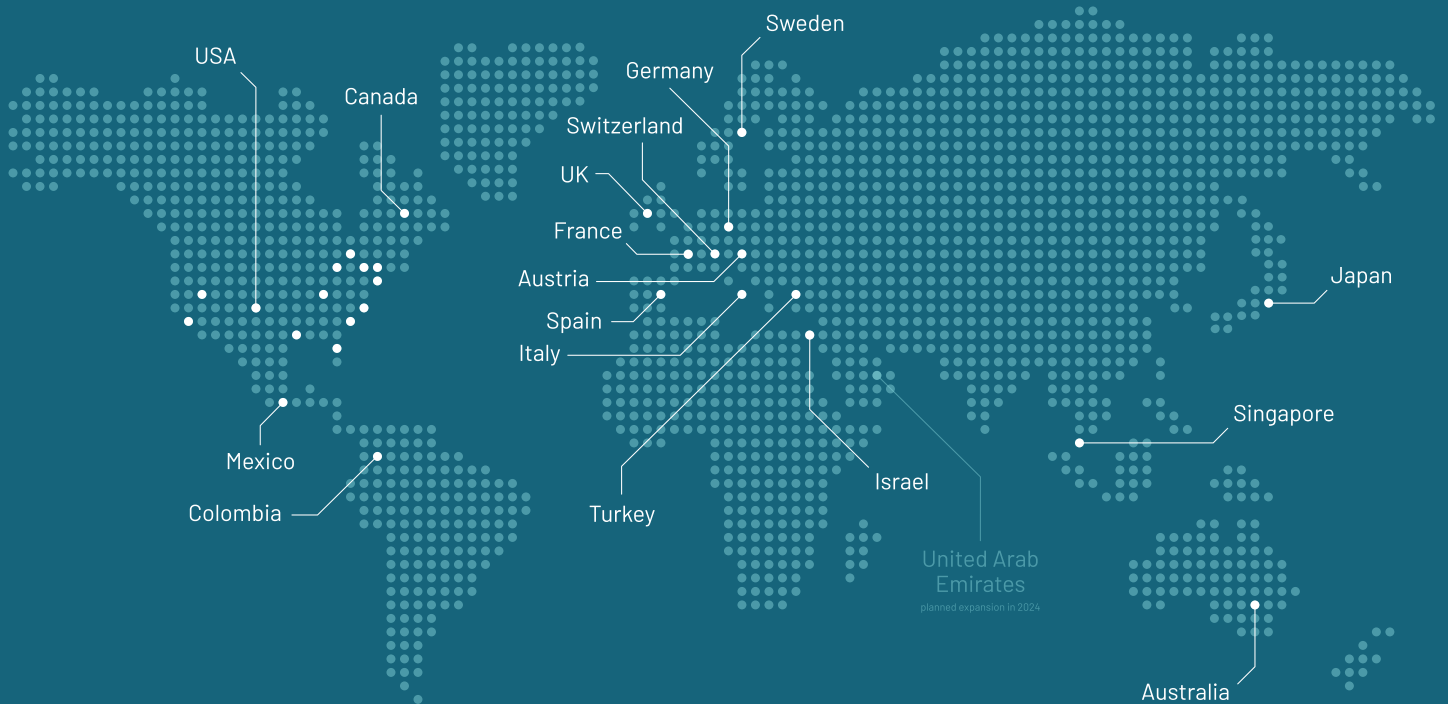 Sweden
USA
Germany
Canada
Switzerland
UK
France
Austria
Japan
Spain
Italy
Singapore
Mexico
Israel
Colombia
Turkey
United Arab
Emirates
planned expansion in 2024
Australia